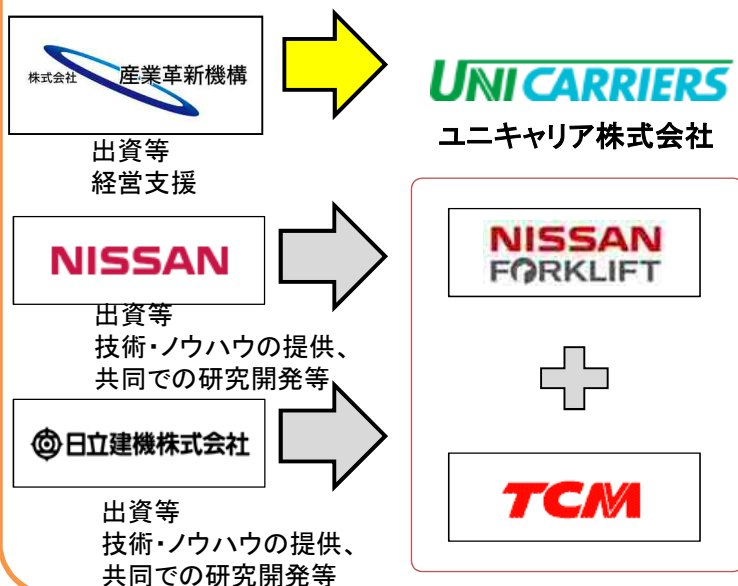 株式会社 産業革新機構
出資等
経営支援
UNICARRIERS
ユニキャリア株式会社
NISSAN
出資等
技術・ノウハウの提供、
共同での研究開発等
日立建機株式会社
出資等
技術・ノウハウの提供、
共同での研究開発等
NISSAN
FORKLIFT
TCM